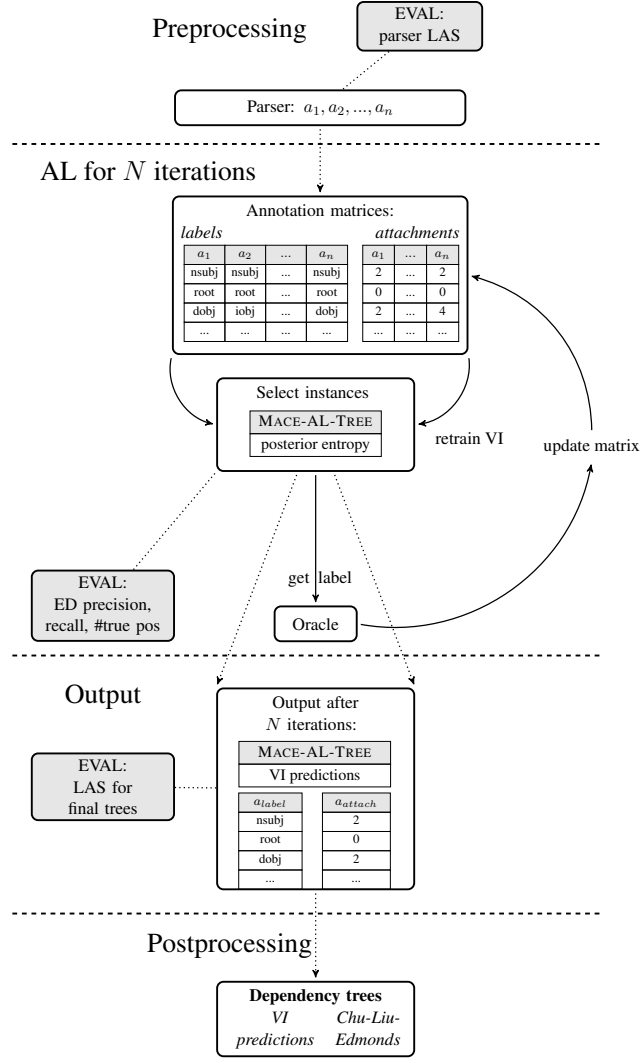 Preprocessing
EVAL:
parser LAS
Parser: a1, a2, ..., an
AL for N iterations
Annotation matrices:
labels attachments
a1 a2 ... an a1 ... an
nsubj nsubj ... nsubj 2 ... 2
root root ... root 0 ... 0
dobj iobj ... dobj 2 ... 4
... ... ... ... ... ... ...
Select instances
MACE-AL-TREE
posterior entropy
retrain VI
update matrix
EVAL:
ED precision,
recall, #true pos
get label
Oracle
Output
Output after
N iterations:
MACE-AL-TREE
VI predictions
EVAL:
LAS for
final trees
alabel aattach
nsubj 2
root 0
dobj 2
... ...
Postprocessing
Dependency trees
VI Chu-Liu-
predictions Edmonds